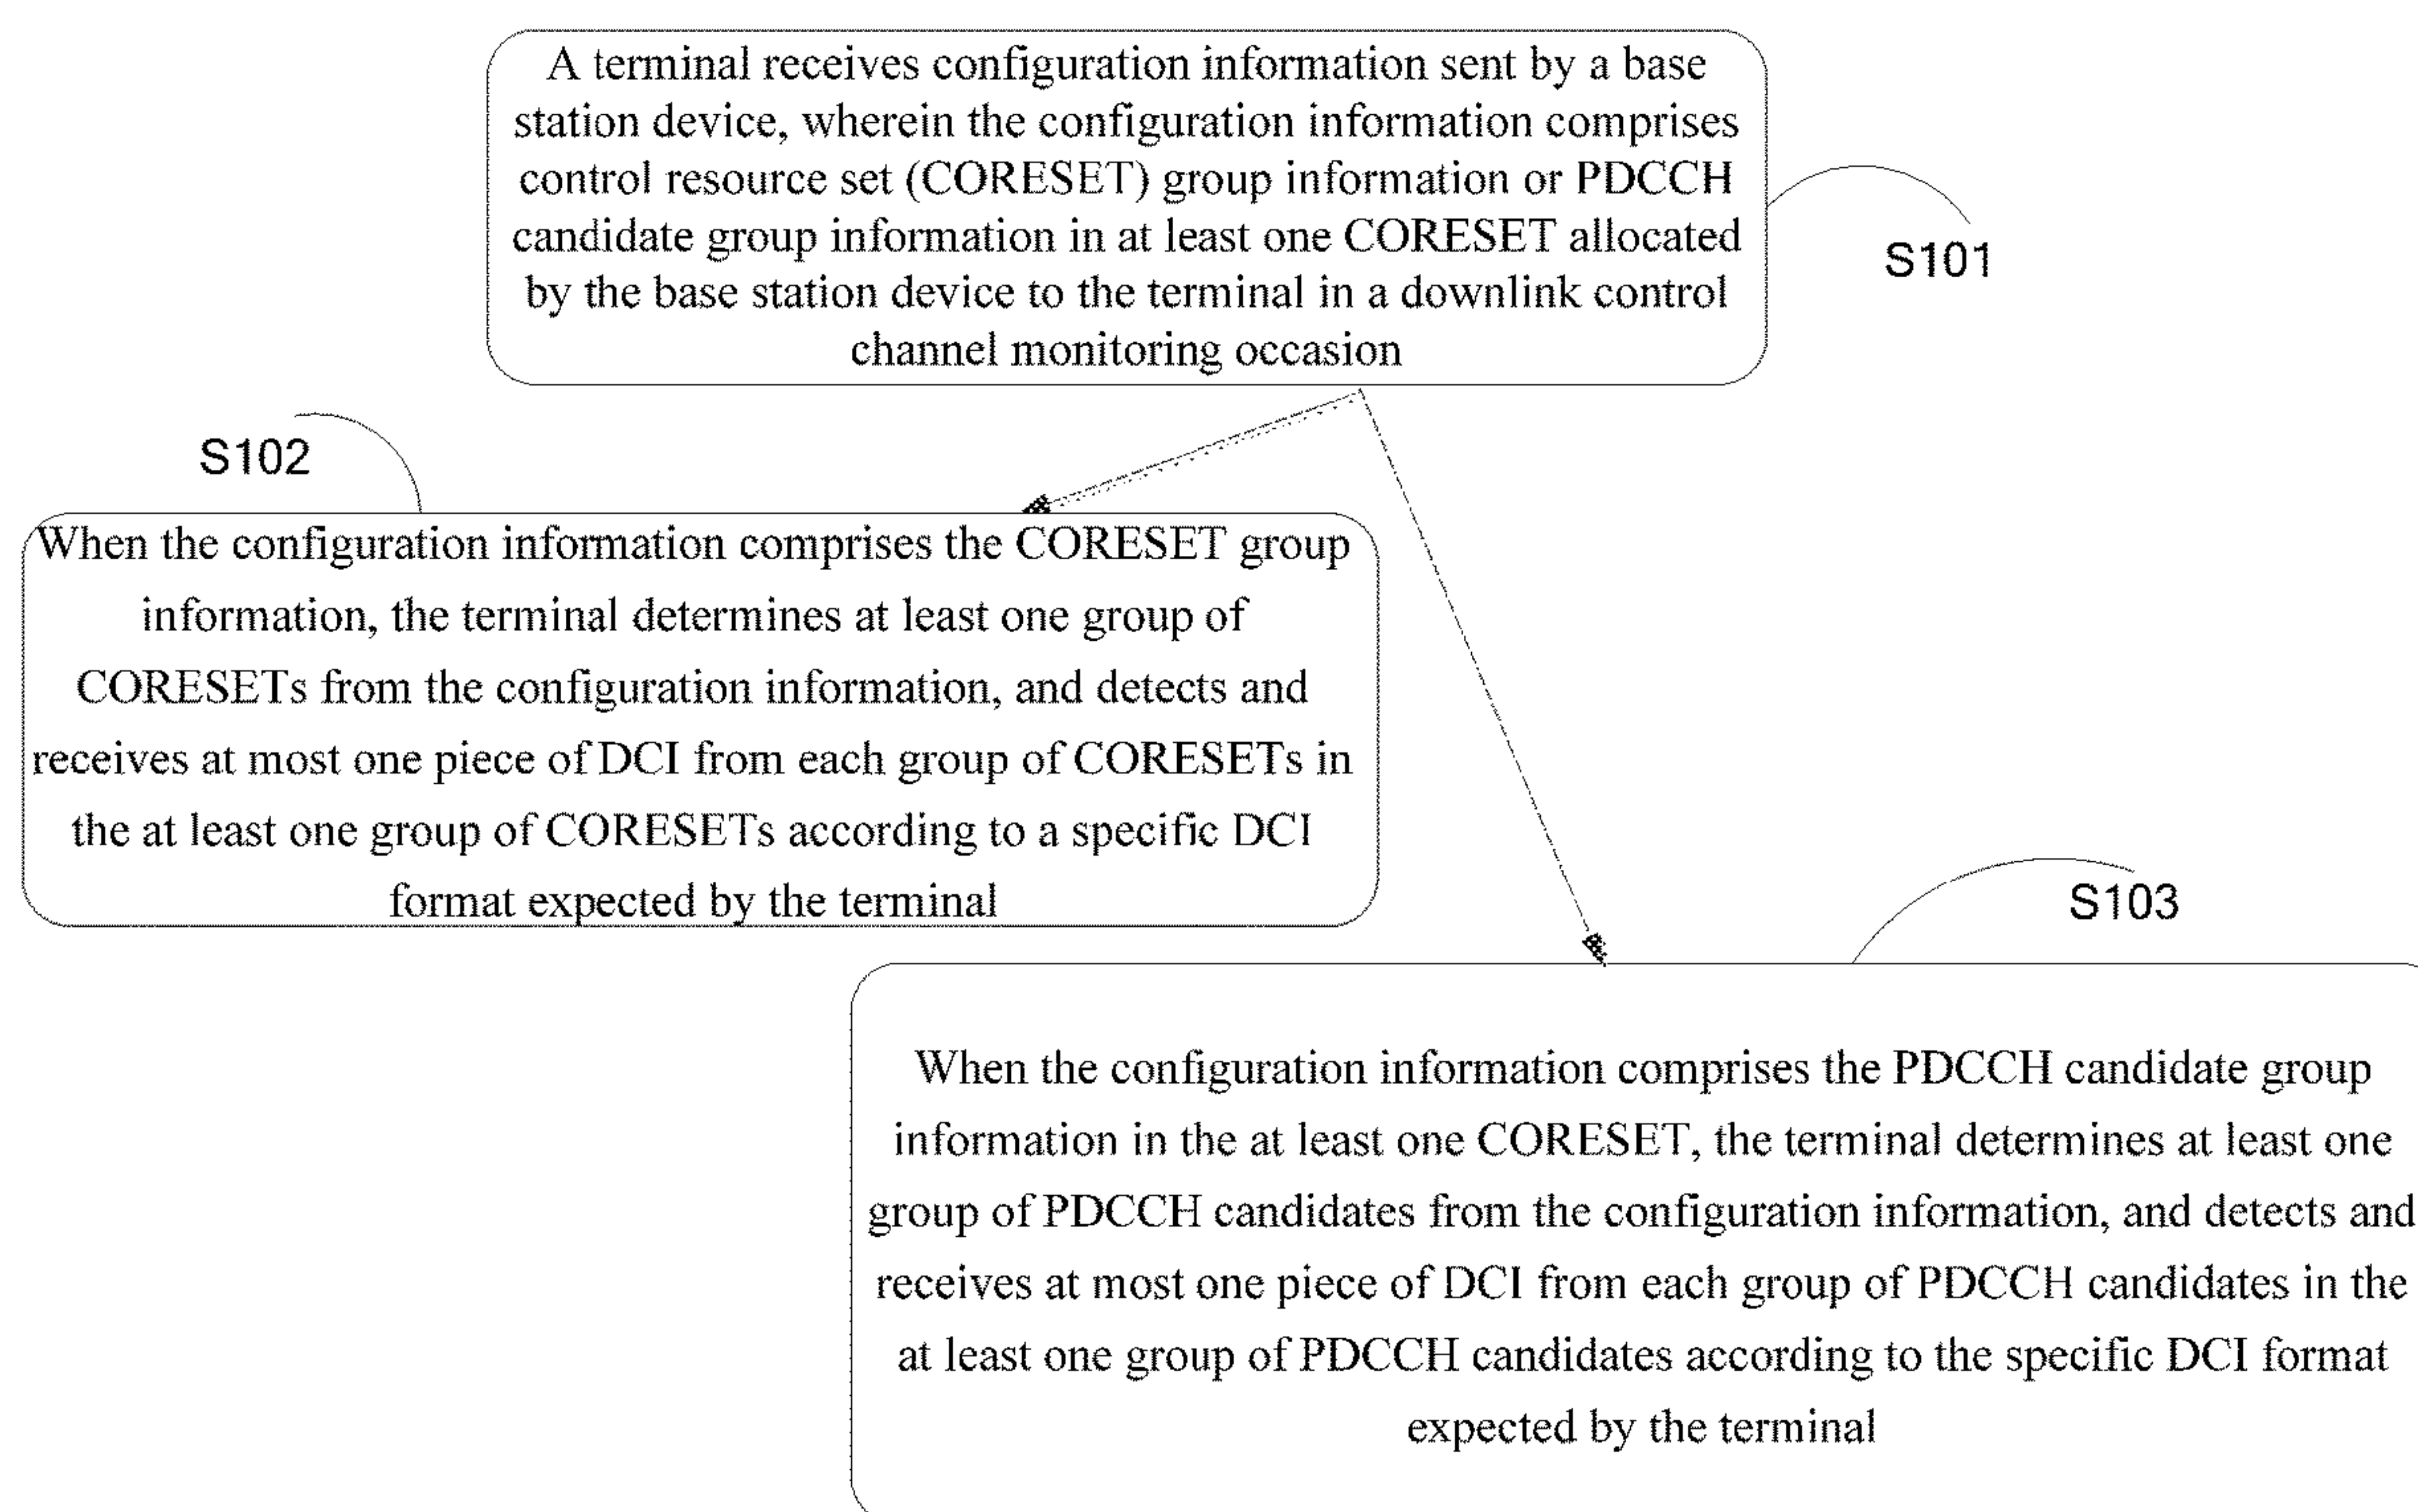 A terminal receives configuration information sent by a base
station device, wherein the configuration information comprises
control resource set (CORESET) group information or PDCCH
candidate group information in at least one CORESET allocated
by the base station device to the terminal in a downlink control
channel monitoring occasion
S101
S102
When the configuration information comprises the CORESET group
information, the terminal determines at least one group of
CORESETs from the configuration information, and detects and
receives at most one piece of DCI from each group of CORESETs in
the at least one group of CORESETs according to a specific DCI
format expected by the terminal
S103
When the configuration information comprises the PDCCH candidate group
information in the at least one CORESET, the terminal determines at least one
group of PDCCH candidates from the configuration information, and detects and
receives at most one piece of DCI from each group of PDCCH candidates in the
at least one group of PDCCH candidates according to the specific DCI format
expected by the terminal